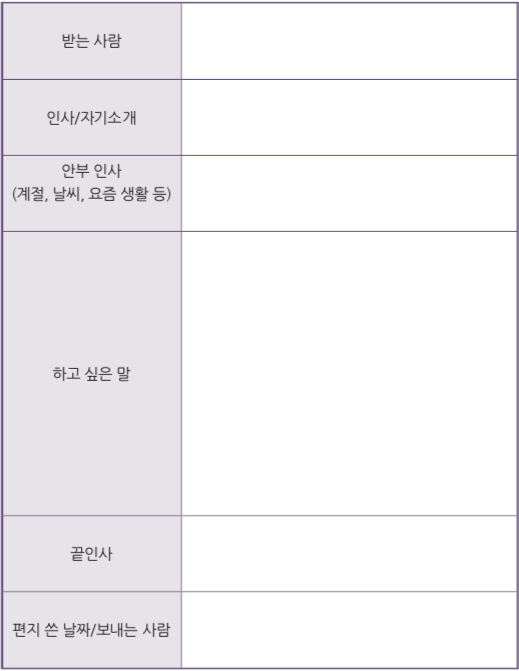 받는 사람
인사/자기소개
안부 인사
(계절, 날씨, 요즘 생활 등)
하고 싶은 말
끝인사
편지 쓴 날짜/보내는 사람